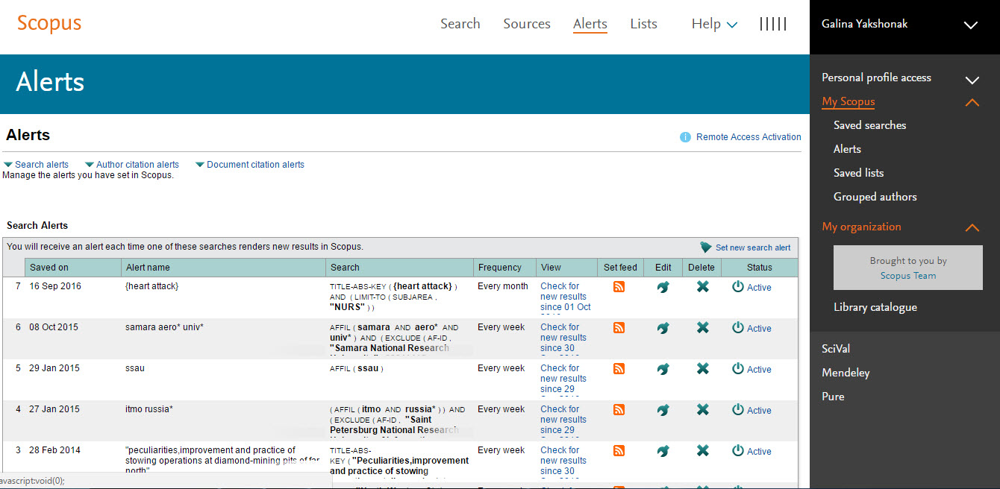 Scopus
Search Sources Alerts Lists Help
Galina Yakshonak
Alerts
Personal profile access
My Scopus
Saved searches
Alerts
Saved lists
Grouped authors
My organization
Brought to you by
Scopus Team
Library catalogue
SciVal
Mendeley
Pure
Alerts
Remote Access Activation
Search alerts Author citation alerts Document citation alerts
Manage the alerts you have set in Scopus.
Search Alerts
You will receive an alert each time one of these searches renders new results in Scopus.
Set new search alert
Saved on Alert name Search Frequency View Set feed Edit Delete Status
7 16 Sep 2016 {heart attack} TITLE-ABS-KEY ( {heart attack} ) Every month Check for Active
AND ( LIMIT-TO ( SUBJAREA , new results
"NURS" ) ) since 01 Oct
6 08 Oct 2015 samara aero* univ* AFFIL ( samara AND aero* AND Every week Check for Active
univ* ) AND ( EXCLUDE ( AF-ID , new results
"Samara National Research since 30
5 29 Jan 2015 ssau AFFIL ( ssau ) Every week Check for Active
new results
since 29
4 27 Jan 2015 itmo russia* ( AFFIL ( itmo AND russia* ) ) AND Every week Check for Active
( EXCLUDE ( AF-ID , "Saint new results
Petersburg National Research since 29
3 28 Feb 2014 "peculiarities,improvement and practice of TITLE-ABS- Every week Check for Active
stowing operations at diamond-mining pits of far KEY ( "Peculiarities,improvement new results
north" and practice of stowing since 30
avascript:void(0);